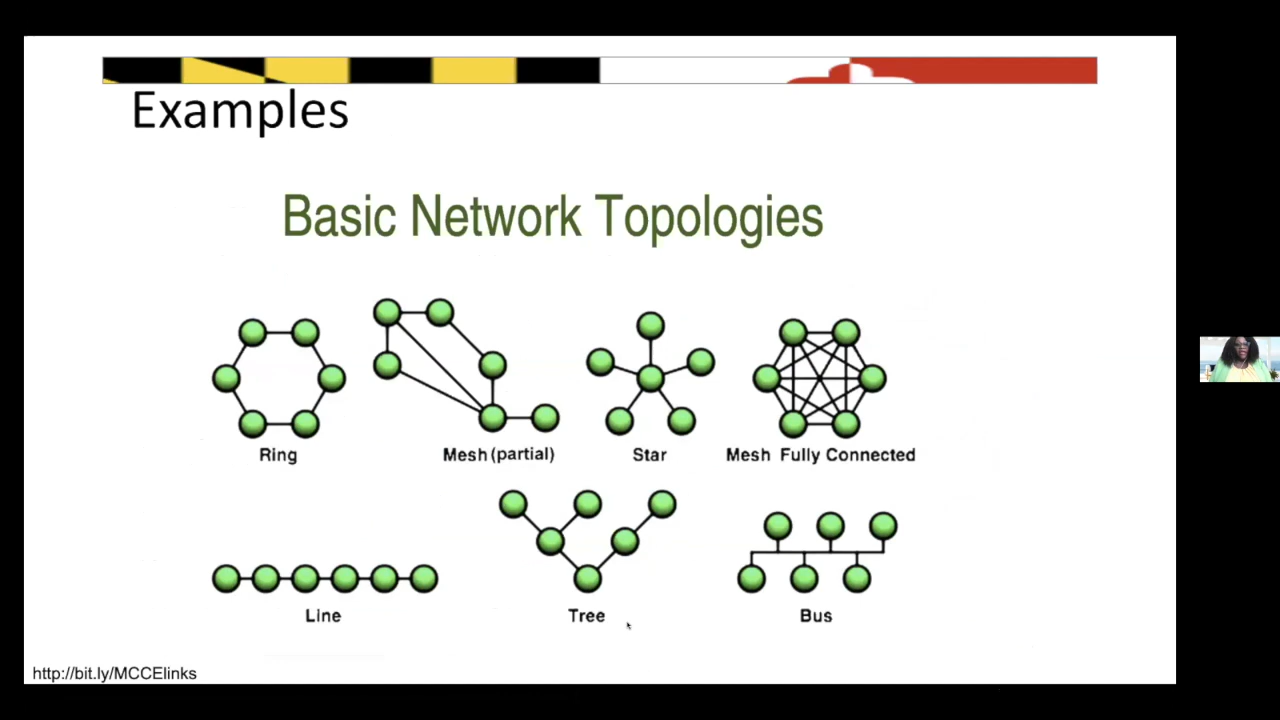 Examples
Basic Network Topologies
Ring
Mesh (partial)
Star
Mesh Fully Connected
Line
Tree
Bus
http://bit.ly/MCCElinks